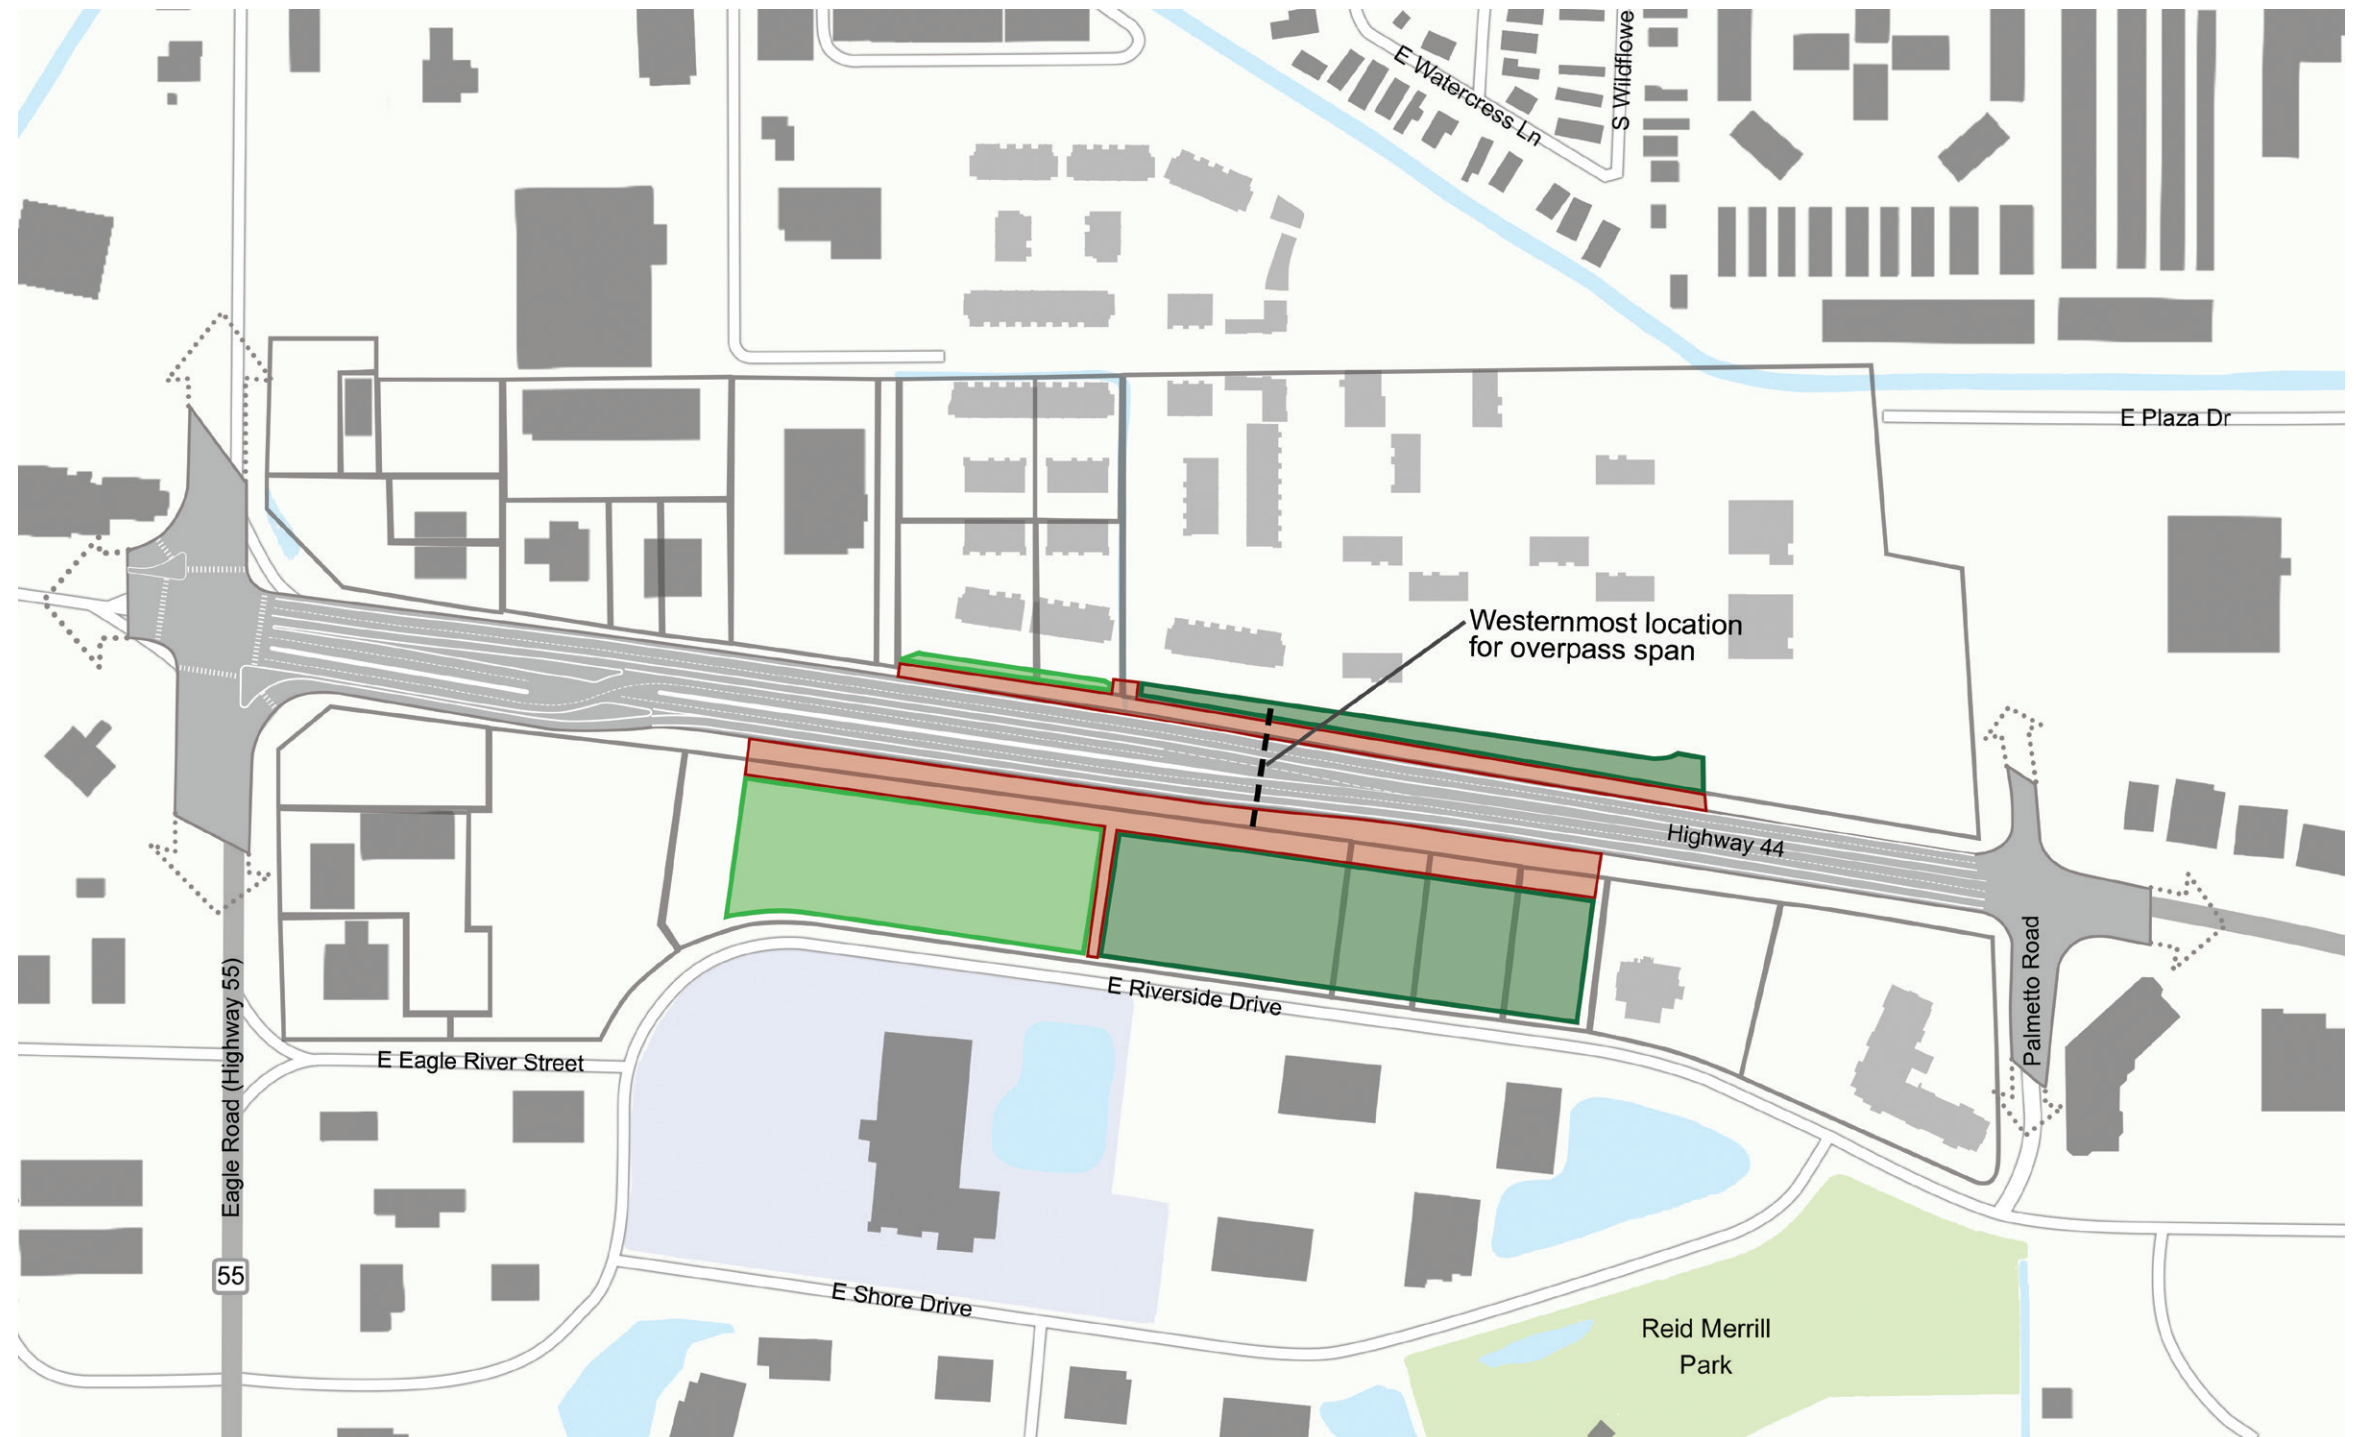 E Watercress Ln
S Wildflowe
E Plaza Dr
Westernmost location
for overpass span
Highway 44
E Riverside Drive
Palmetto Road
E Eagle River Street
Eagle Road (Highway 55)
55
E Shore Drive
Reid Merrill
Park